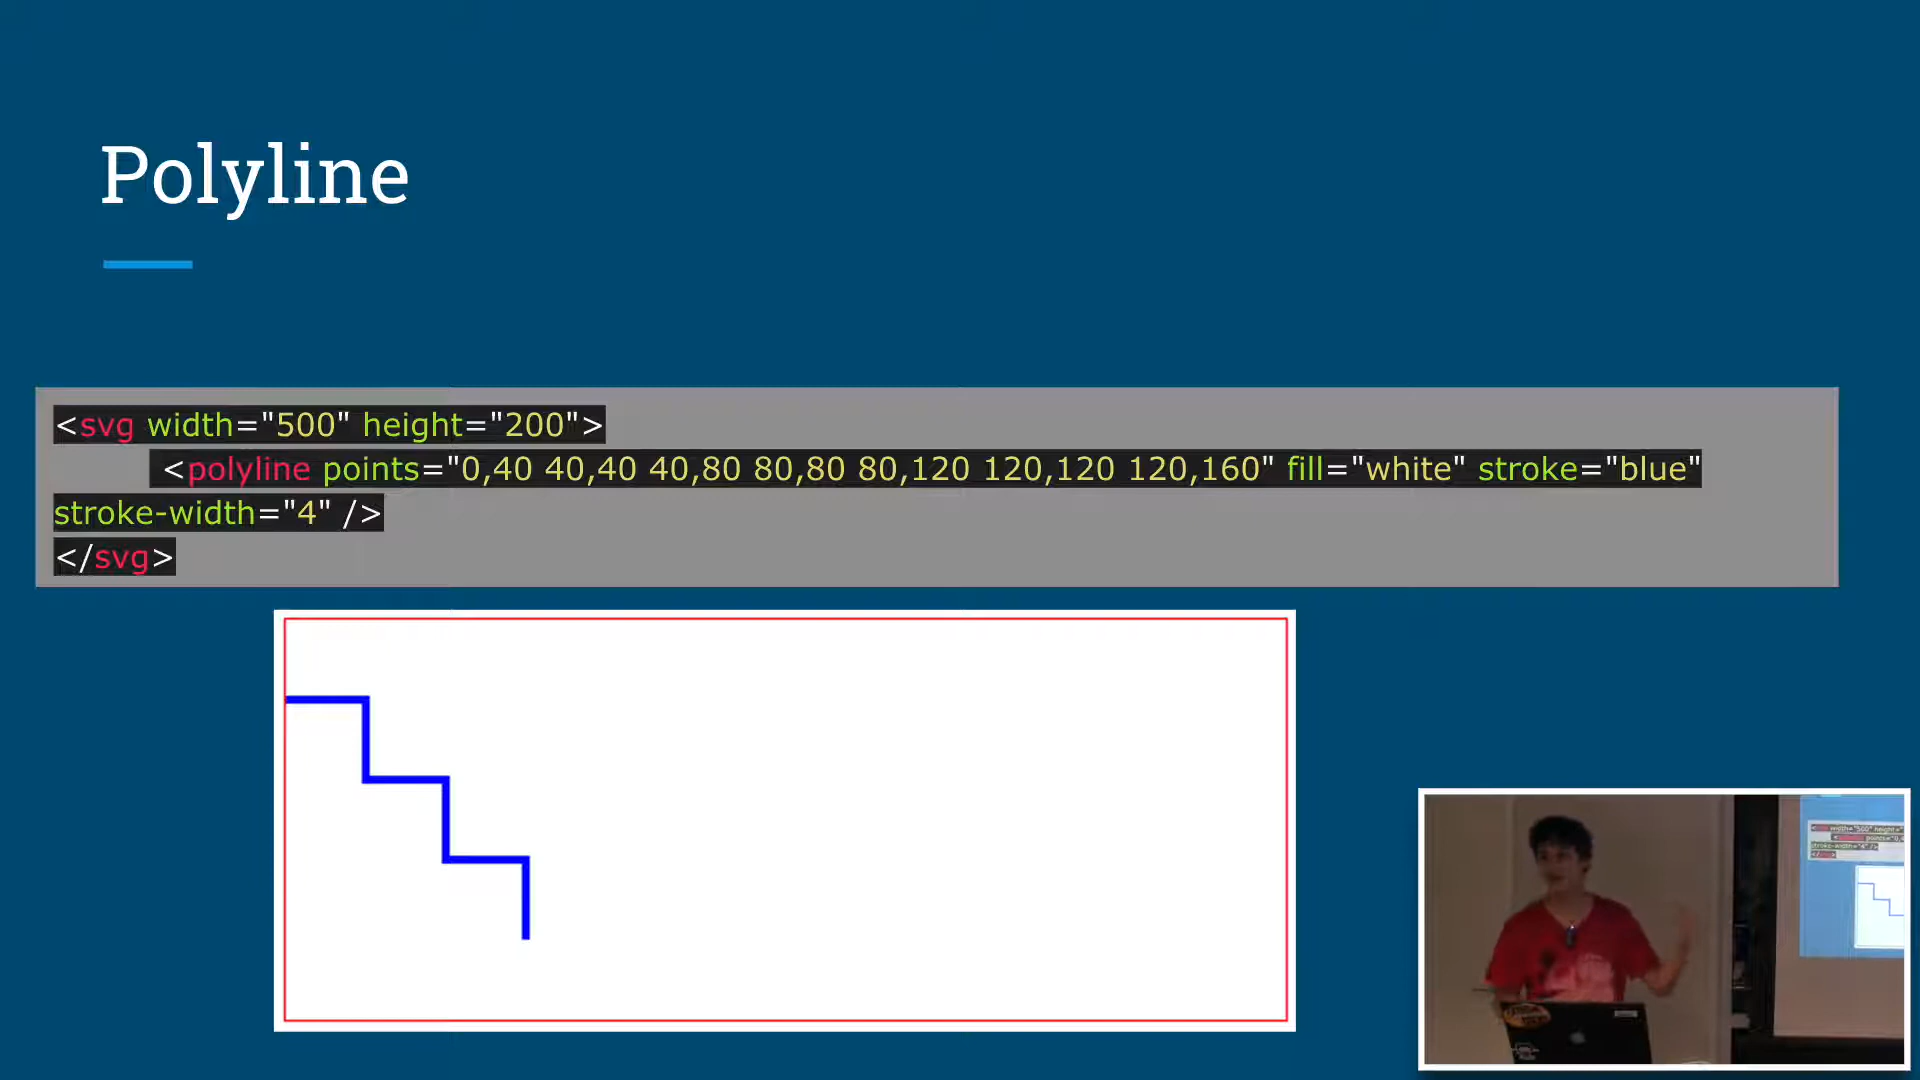 Polyline
<svg width="500" height="200">
<polyline points="0,40 40,40 40,80 80,80 80,120 120,120 120,160" fill="white" stroke="blue"
stroke-width="4" />
</svg>